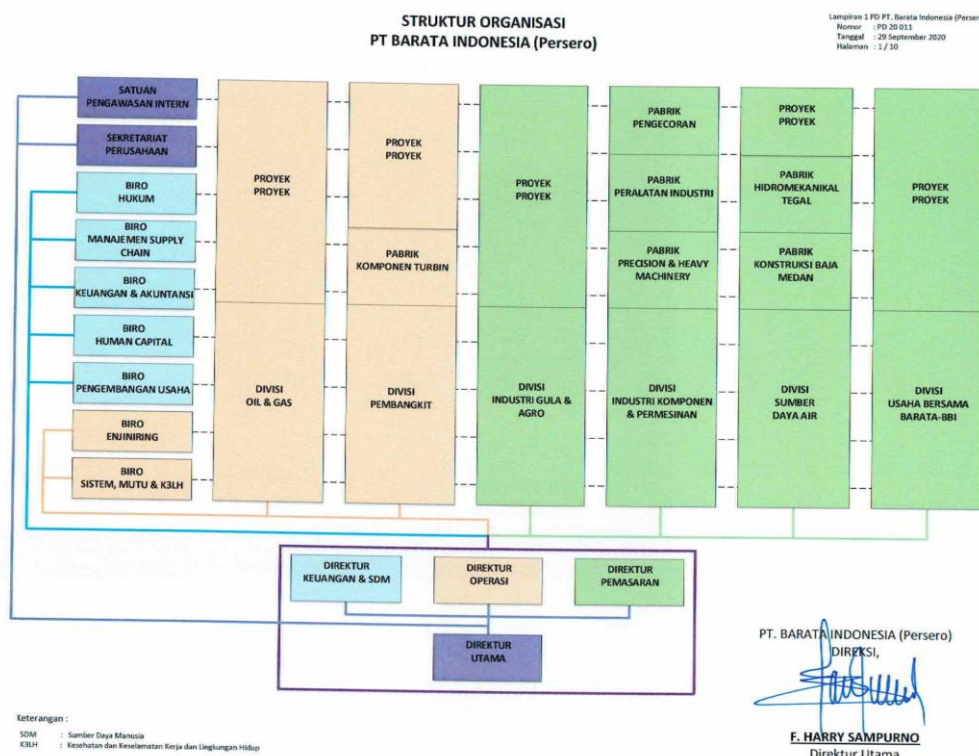 STRUKTUR ORGANISASI
PT BARATA INDONESIA (Persero)
Lampiran 1 PD PT. Barata Indonesia (Perser
Nomor : PD 20 011
Tanggal : 29 September 2020
Halaman : 1 / 10
SATUAN
PENGAWASAN INTERN
SEKRETARIAT
PERUSAHAAN
BIRO
HUKUM
BIRO
MANAJEMEN SUPPLY
CHAIN
BIRO
KEUANGAN & AKUNTANSI
BIRO
HUMAN CAPITAL
BIRO
PENGEMBANGAN USAHA
BIRO
ENJINIRING
BIRO
SISTEM, MUTU & K3LH
PROYEK
PROYEK
DIVISI
OIL & GAS
PROYEK
PROYEK
PABRIK
KOMPONEN TURBIN
DIVISI
PEMBANGKIT
PROYEK
PROYEK
DIVISI
INDUSTRI GULA &
AGRO
PABRIK
PENGECORAN
PABRIK
PERALATAN INDUSTRI
PABRIK
PRECISION & HEAVY
MACHINERY
DIVISI
INDUSTRI KOMPONEN
& PERMESINAN
PROYEK
PROYEK
PABRIK
HIDROMEKANIKAL
TEGAL
PABRIK
KONSTRUKSI BAJA
MEDAN
DIVISI
SUMBER
DAYA AIR
PROYEK
PROYEK
DIVISI
USAHA BERSAMA
BARATA-BBI
DIREKTUR
KEUANGAN & SDM
DIREKTUR
OPERASI
DIREKTUR
PEMASARAN
DIREKTUR
UTAMA
PT. BARATA INDONESIA (Persero)
DIREKSI,
F. HARRY SAMPURNO
Direktur Utama
Keterangan :
SDM : Sumber Daya Manusia
K3LH : Kesehatan dan Keselamatan Kerja dan Lingkungan Hidup